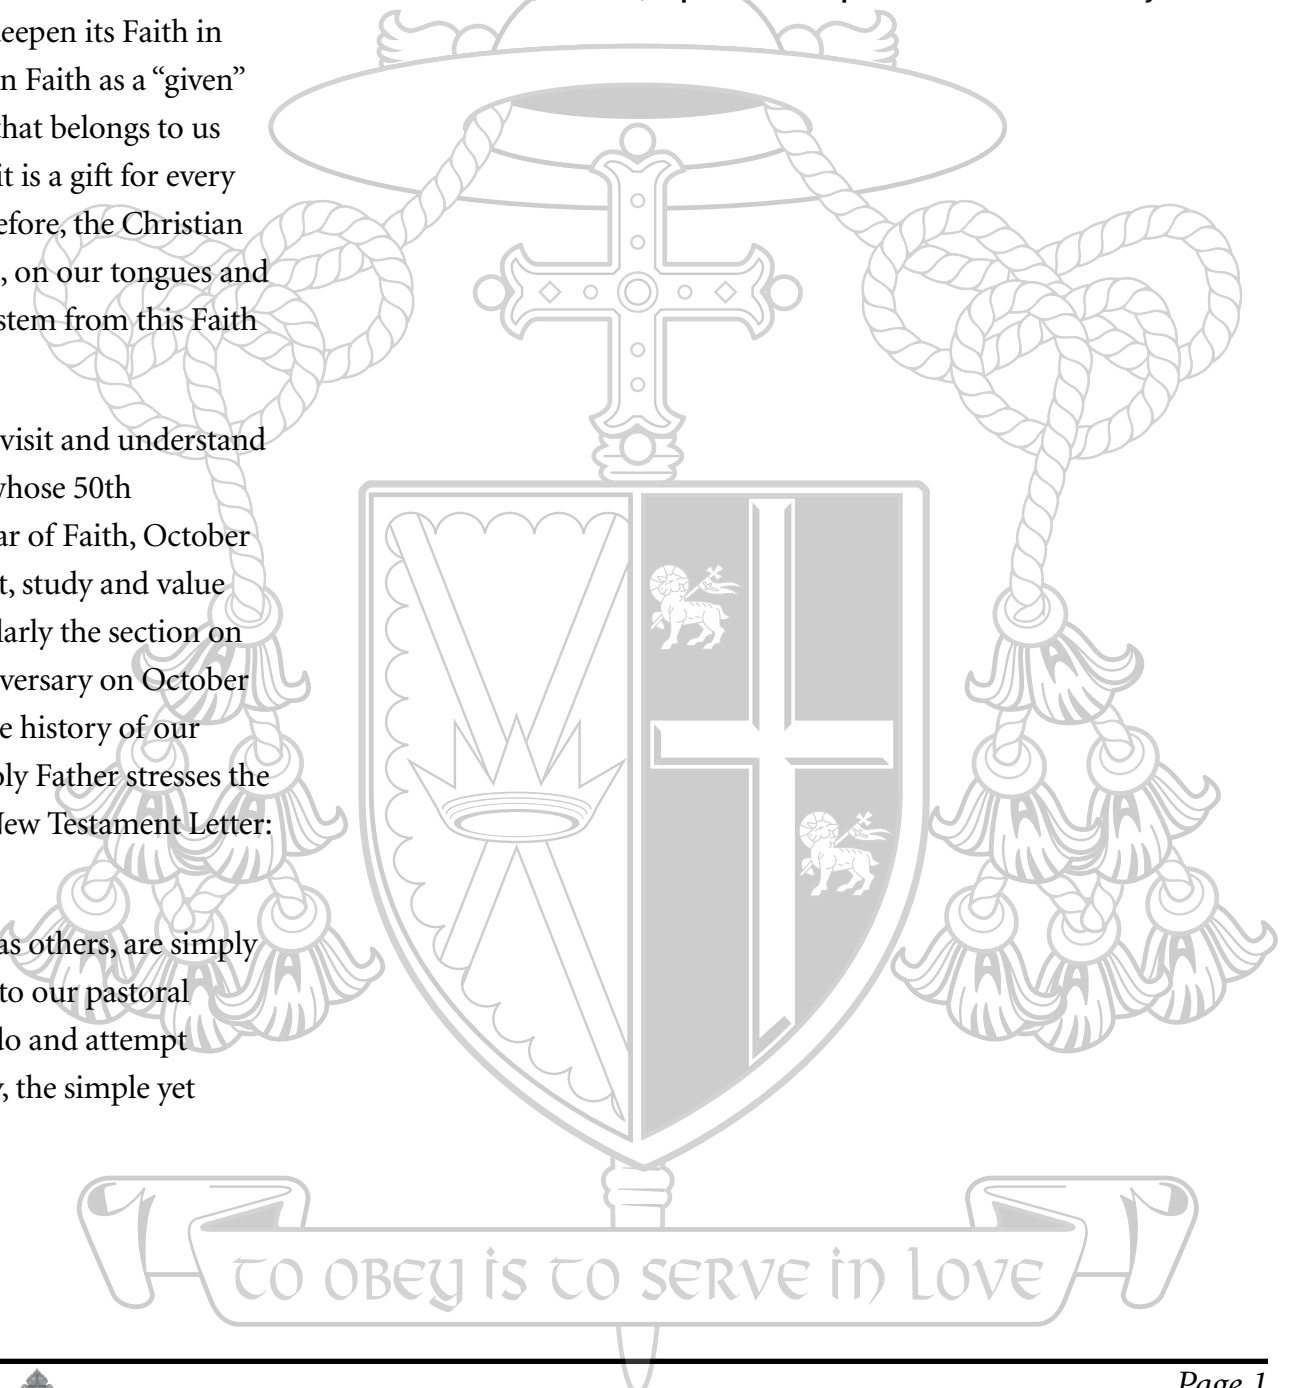 eepen its Faith in
n Faith as a “given”
hat belongs to us
it is a gift for every
efore, the Christian
, on our tongues and
stem from this Faith
visit and understand
whose 50th
ar of Faith, October
t, study and value
larly the section on
versary on October
e history of our
oly Father stresses the
New Testament Letter:
as others, are simply
to our pastoral
do and attempt
, the simple yet
TO OBEY IS TO SERVE IN LOVE
Page 1